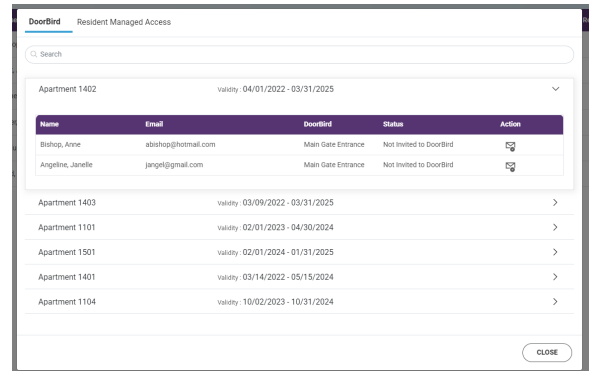 DoorBird Resident Managed Access
Search
Apartment 1402 Validity : 04/01/2022 - 03/31/2025
Name Email DoorBird Status Action
Bishop, Anne abishop@hotmail.com Main Gate Entrance Not Invited to DoorBird
Angeline, Janelle jangel@gmail.com Main Gate Entrance Not Invited to DoorBird
Apartment 1403 Validity : 03/09/2022 - 03/31/2025
Apartment 1101 Validity : 02/01/2023 - 04/30/2024
Apartment 1501 Validity : 02/01/2024 - 01/31/2025
Apartment 1401 Validity : 03/14/2022 - 05/15/2024
Apartment 1104 Validity : 10/02/2023 - 10/31/2024
CLOSE